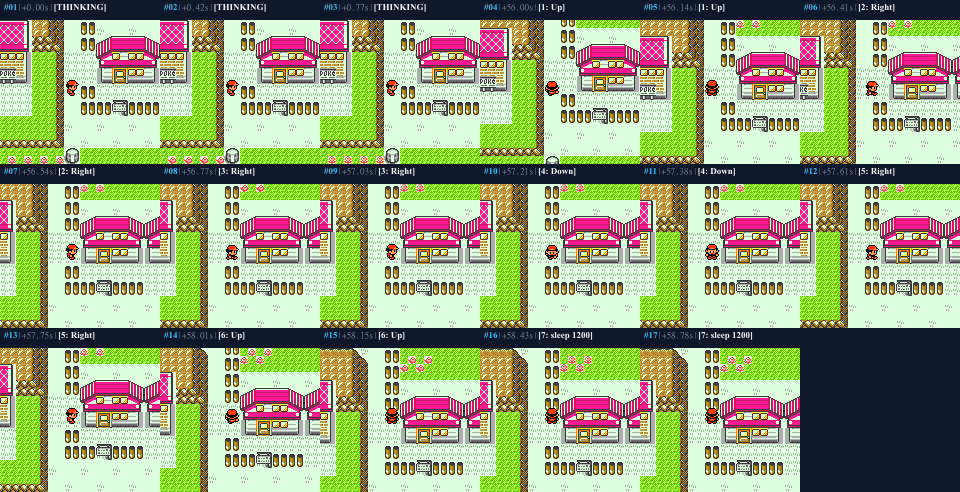 #01|+0.00s|[THINKING]
#02|+0.42s|[THINKING]
#03|+0.77s|[THINKING]
#04|+56.00s|[1: Up]
#05|+56.14s|[1: Up]
#06|+56.41s|[2: Right]
POKE
POKE
POKE
POKE
#07|+56.54s|[2: Right]
#08|+56.77s|[3: Right]
#09|+57.03s|[3: Right]
#10|+57.21s|[4: Down]
#11|+57.38s|[4: Down]
#12|+57.61s|[5: Right]
#13|+57.75s|[5: Right]
#14|+58.01s|[6: Up]
#15|+58.15s|[6: Up]
#16|+58.43s|[7: sleep 1200]
#17|+58.78s|[7: sleep 1200]